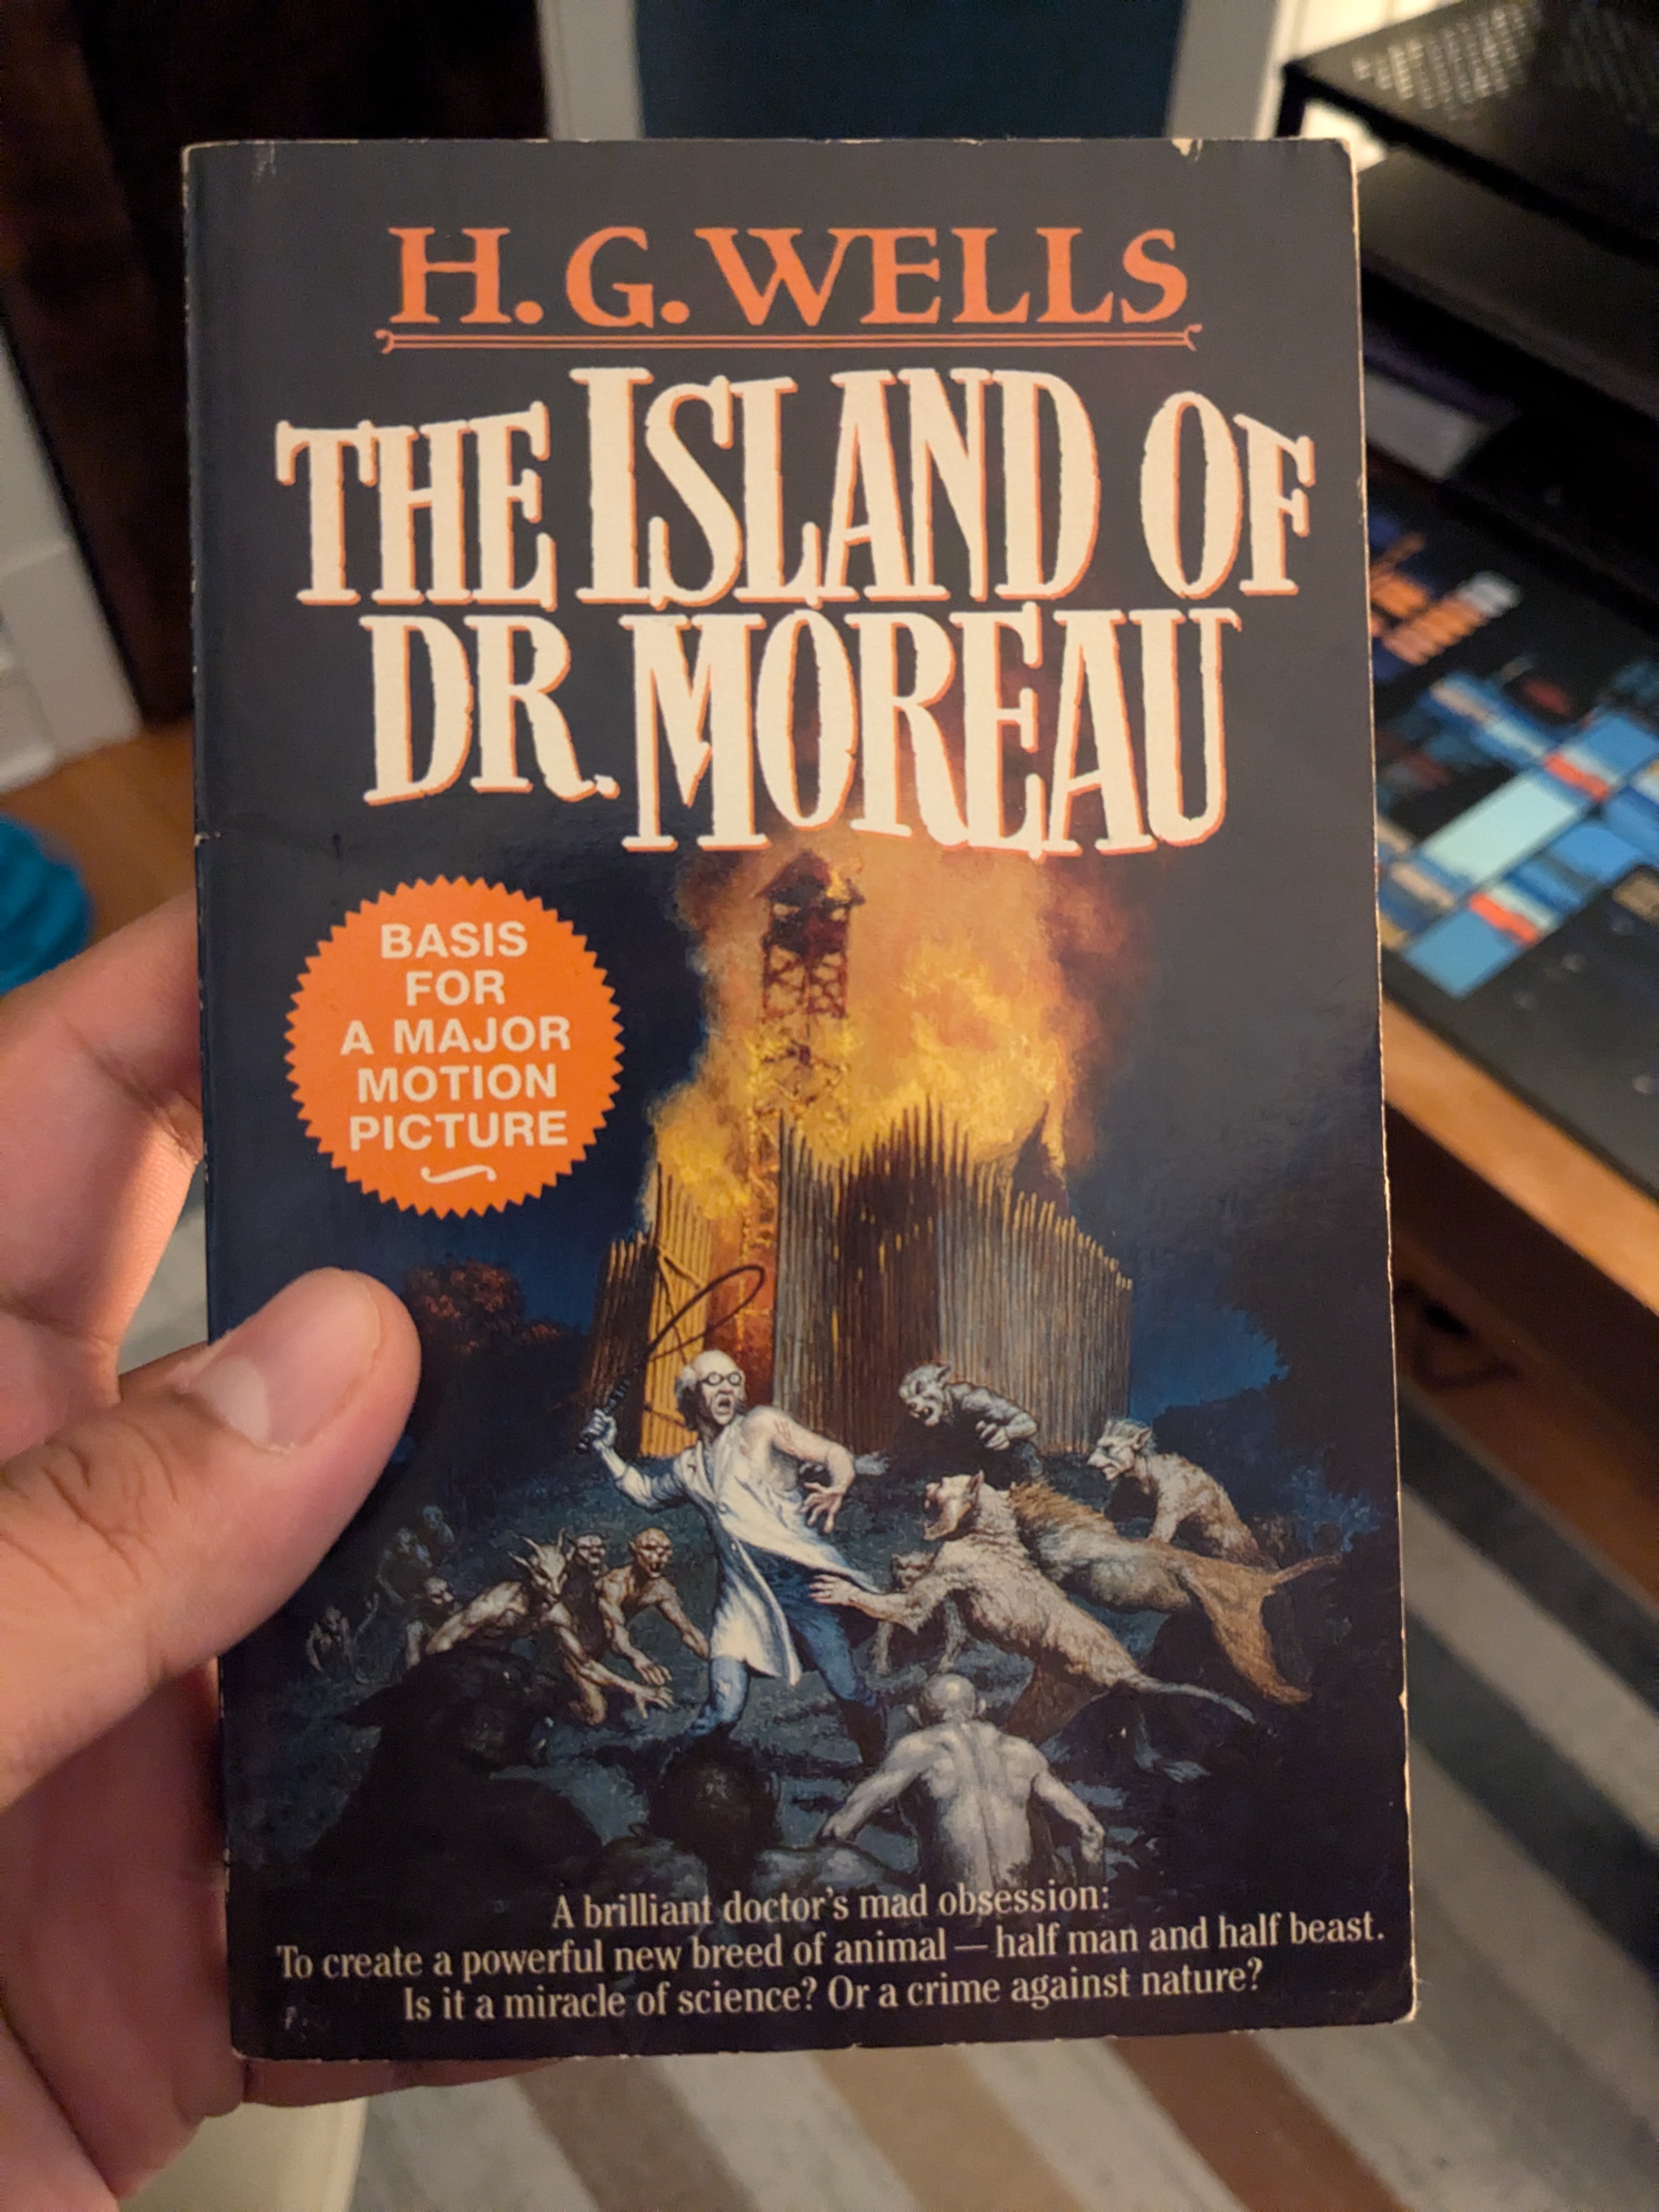 H. G. WELLS
THE ISLAND OF
DR. MOREAU
BASIS
FOR
A MAJOR
MOTION
PICTURE
A brilliant doctor's mad obsession:
To create a powerful new breed of animal — half man and half beast.
Is it a miracle of science? Or a crime against nature?